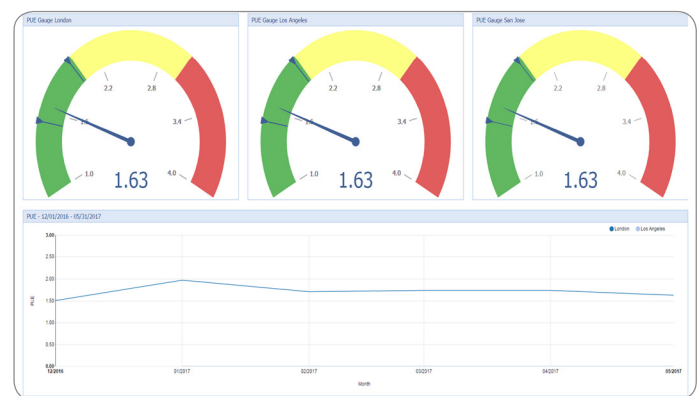 PUE Gauge London
PUE Gauge Los Angeles
PUE Gauge San Jose
2.2 2.8
2.2 2.8
2.2 2.8
1.6 3.4
1.6 3.4
1.6 3.4
1.0 4.0
1.0 4.0
1.0 4.0
1.63
1.63
1.63
PUE - 12/01/2016 - 05/31/2017
London Los Angeles
3.00
2.50
2.00
1.50
1.00
0.50
0.00
PUE
12/2016 01/2017 02/2017 03/2017 04/2017 05/2017
Month